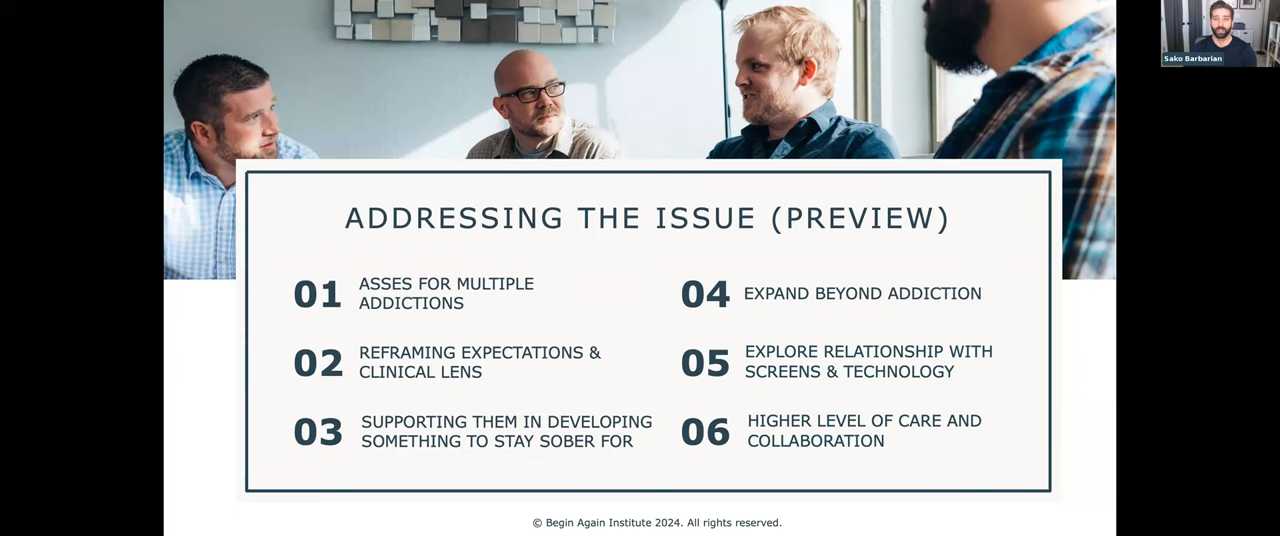 Sako Barbarian
ADDRESSING THE ISSUE (PREVIEW)
01 ASSES FOR MULTIPLE
ADDICTIONS
02 REFRAMING EXPECTATIONS &
CLINICAL LENS
03 SUPPORTING THEM IN DEVELOPING
SOMETHING TO STAY SOBER FOR
04 EXPAND BEYOND ADDICTION
05 EXPLORE RELATIONSHIP WITH
SCREENS & TECHNOLOGY
06 HIGHER LEVEL OF CARE AND
COLLABORATION
© Begin Again Institute 2024. All rights reserved.